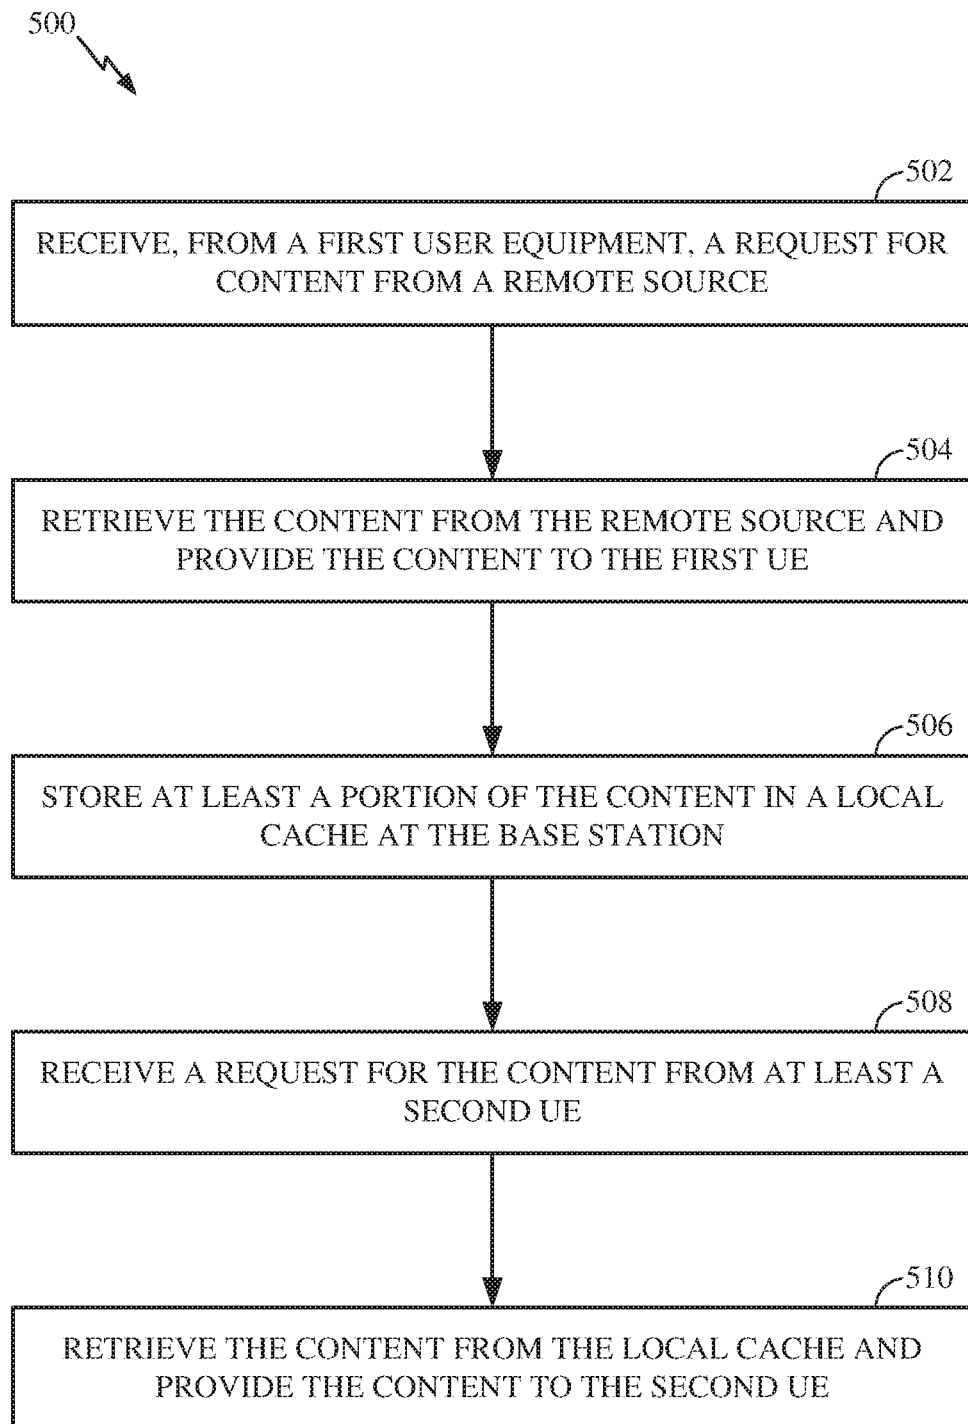 500
502
RECEIVE, FROM A FIRST USER EQUIPMENT, A REQUEST FOR
CONTENT FROM A REMOTE SOURCE
504
RETRIEVE THE CONTENT FROM THE REMOTE SOURCE AND
PROVIDE THE CONTENT TO THE FIRST UE
506
STORE AT LEAST A PORTION OF THE CONTENT IN A LOCAL
CACHE AT THE BASE STATION
508
RECEIVE A REQUEST FOR THE CONTENT FROM AT LEAST A
SECOND UE
510
RETRIEVE THE CONTENT FROM THE LOCAL CACHE AND
PROVIDE THE CONTENT TO THE SECOND UE